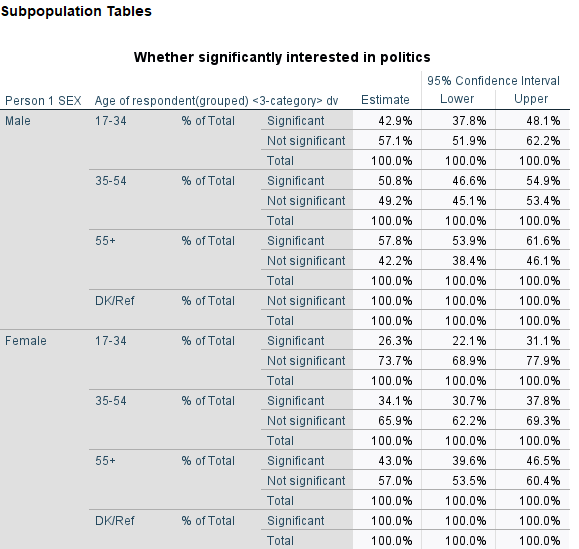 Subpopulation Tables
Whether significantly interested in politics
95% Confidence Interval
Person 1 SEX Age of respondent(grouped) <3-category> dv Estimate Lower Upper
Male 17-34 % of Total Significant 42.9% 37.8% 48.1%
Not significant 57.1% 51.9% 62.2%
Total 100.0% 100.0% 100.0%
35-54 % of Total Significant 50.8% 46.6% 54.9%
Not significant 49.2% 45.1% 53.4%
Total 100.0% 100.0% 100.0%
55+ % of Total Significant 57.8% 53.9% 61.6%
Not significant 42.2% 38.4% 46.1%
Total 100.0% 100.0% 100.0%
DK/Ref % of Total Not significant 100.0% 100.0% 100.0%
Total 100.0% 100.0% 100.0%
Female 17-34 % of Total Significant 26.3% 22.1% 31.1%
Not significant 73.7% 68.9% 77.9%
Total 100.0% 100.0% 100.0%
35-54 % of Total Significant 34.1% 30.7% 37.8%
Not significant 65.9% 62.2% 69.3%
Total 100.0% 100.0% 100.0%
55+ % of Total Significant 43.0% 39.6% 46.5%
Not significant 57.0% 53.5% 60.4%
Total 100.0% 100.0% 100.0%
DK/Ref % of Total Significant 100.0% 100.0% 100.0%
Total 100.0% 100.0% 100.0%